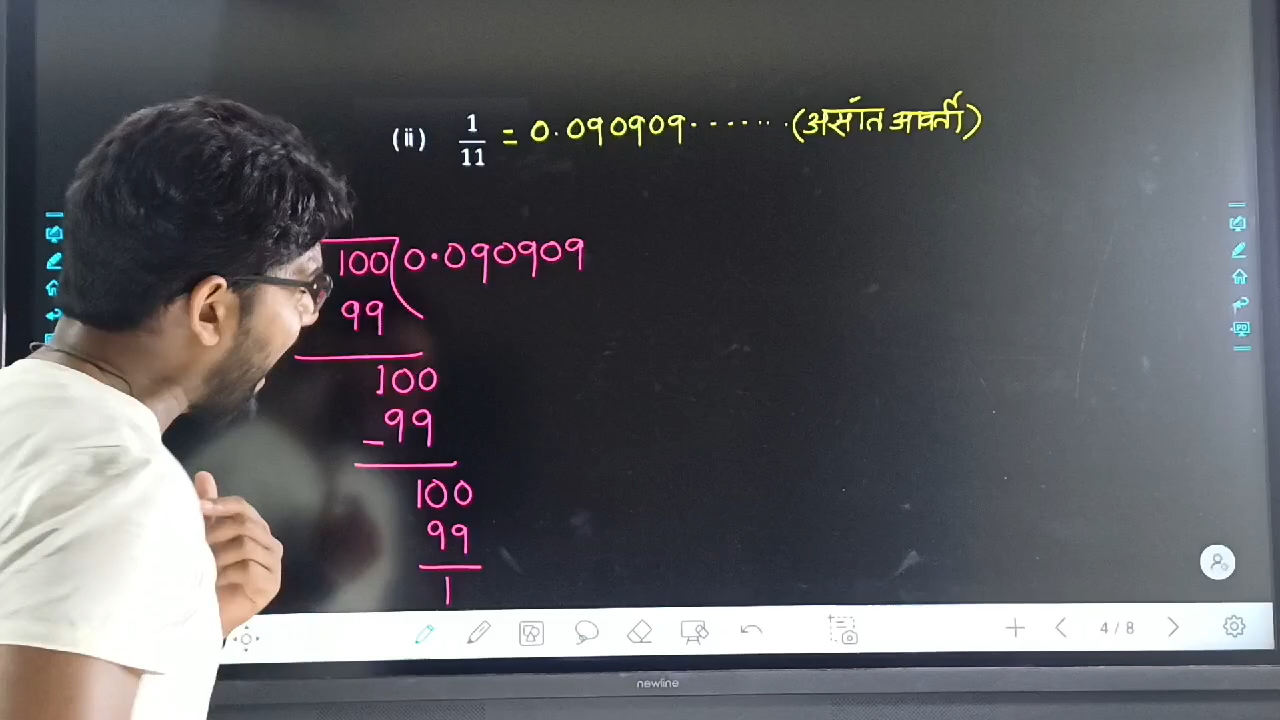 (ii) 1/11 = 0.090909....... (असांत आवर्ती)
100(0.090909
99
100
-99
100
99
1
4 / 8
newline